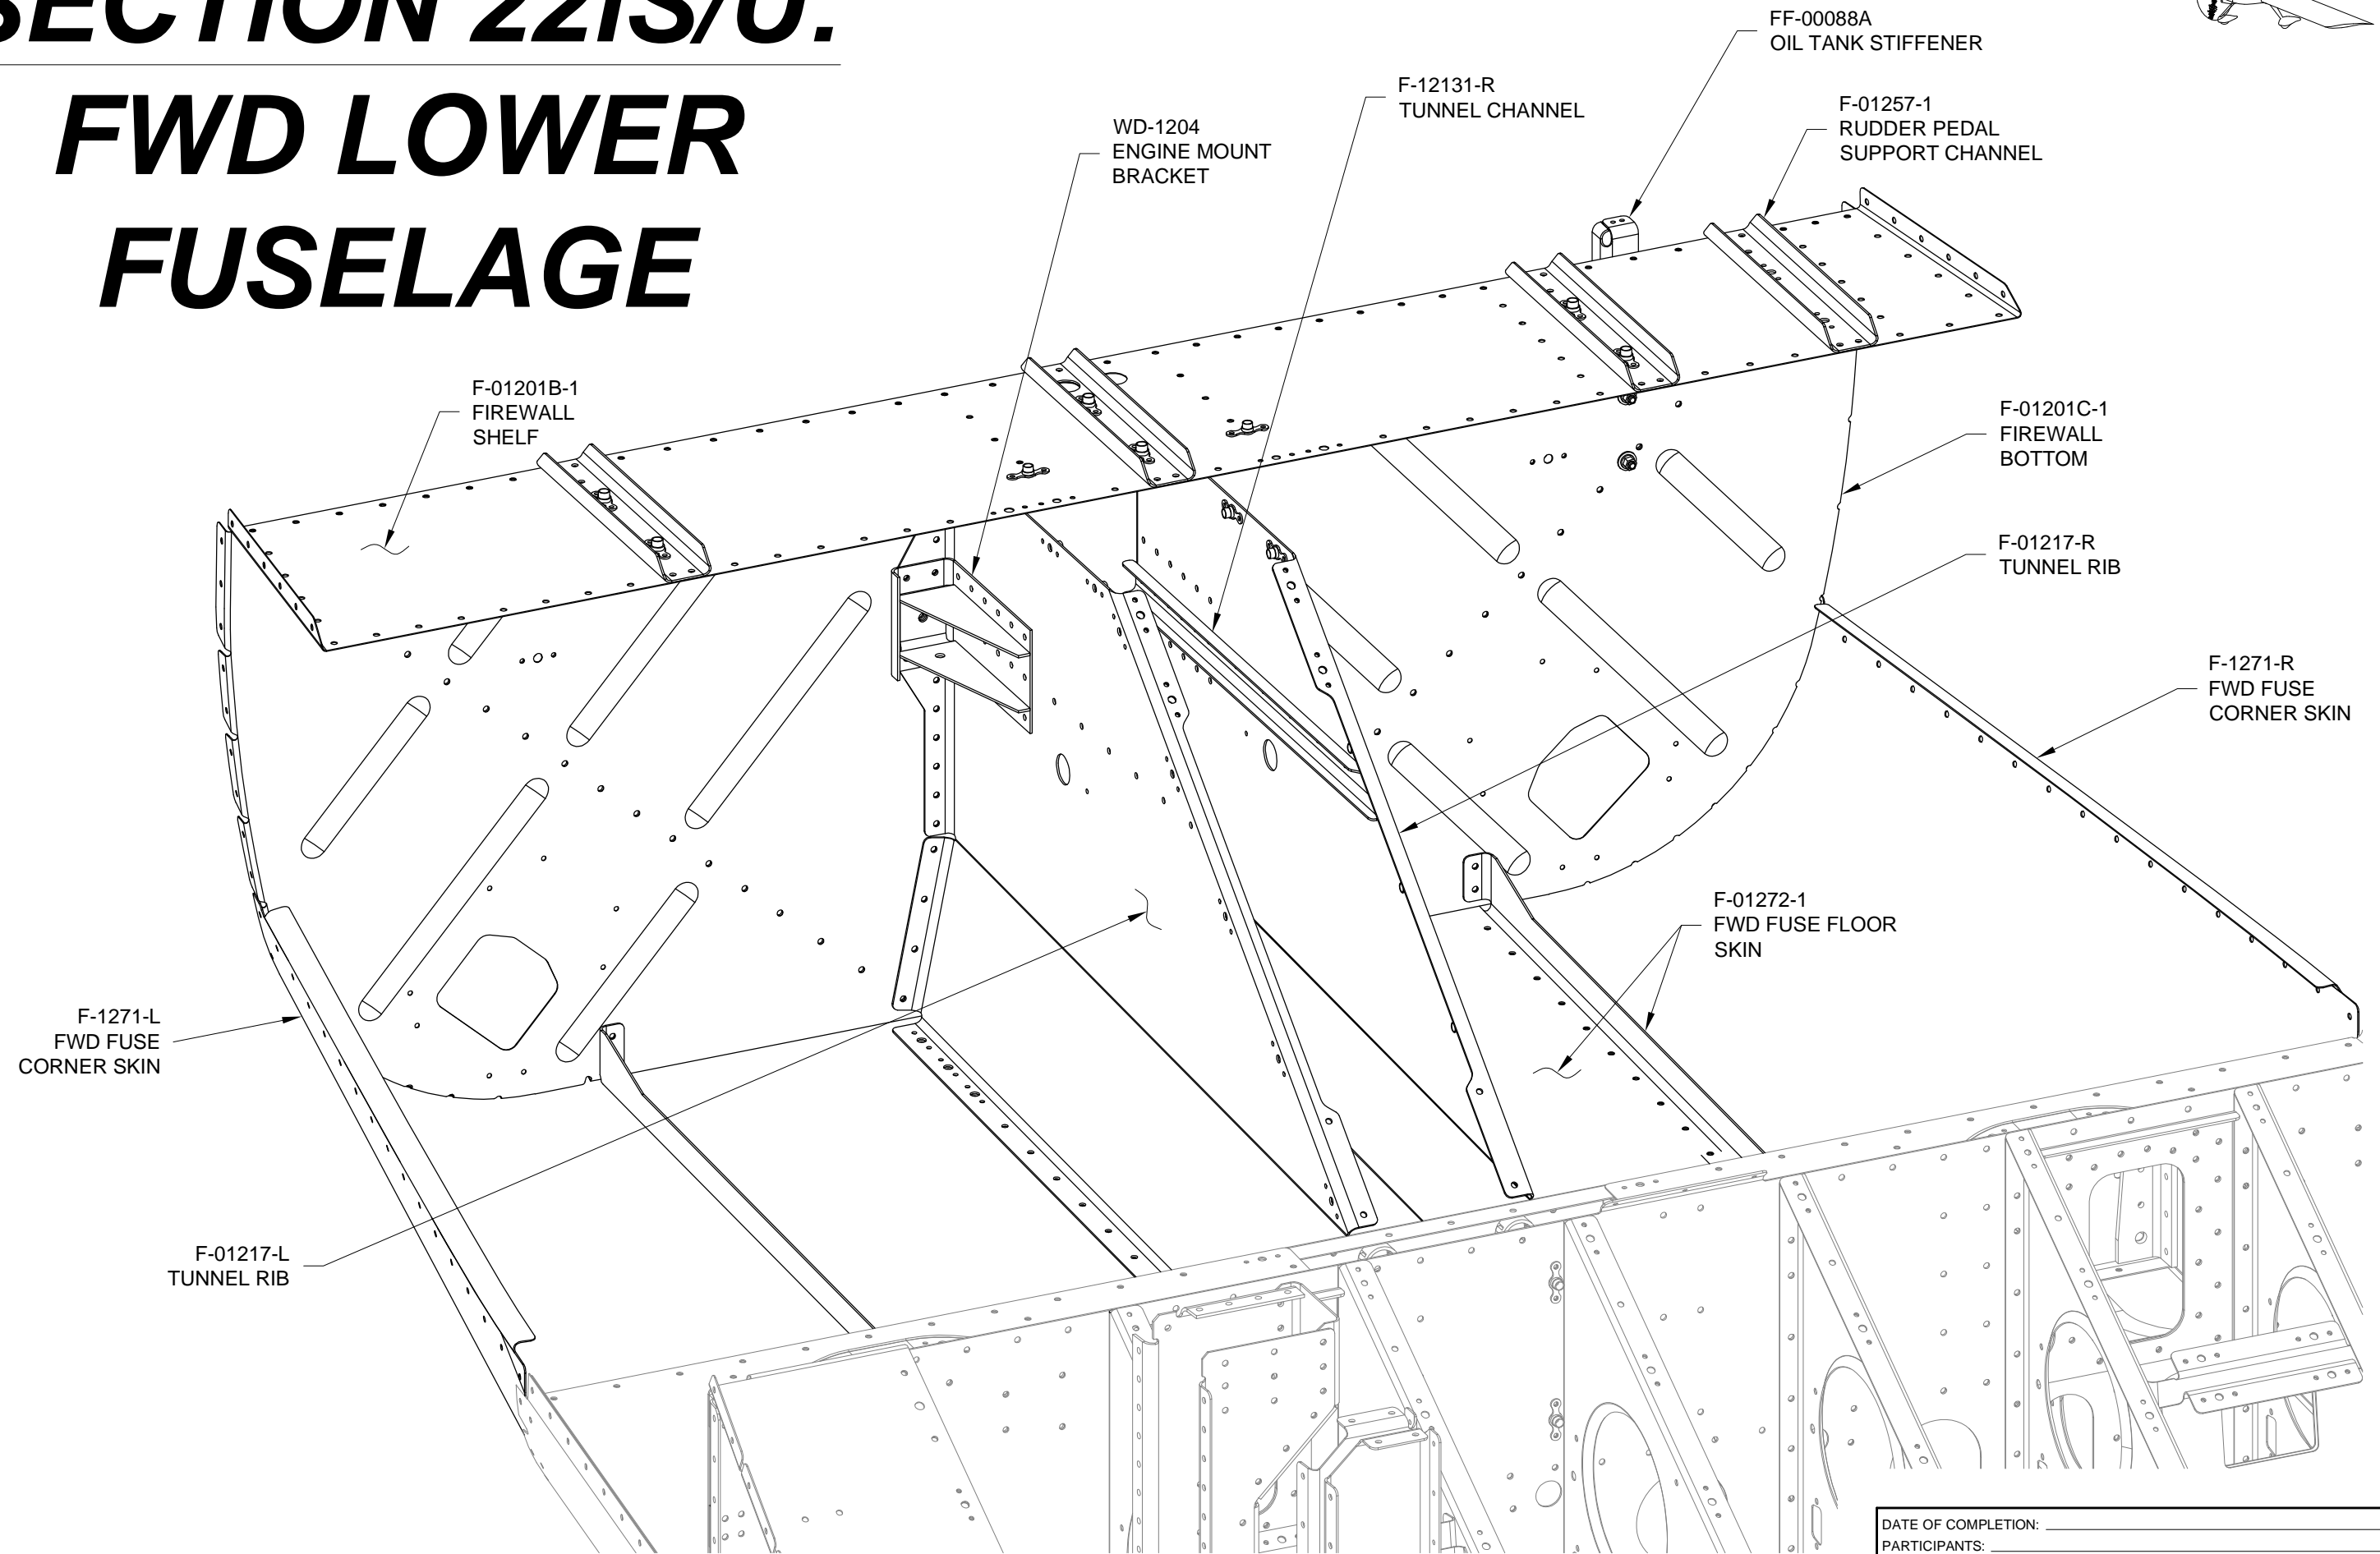 SECTION 22iS/U:
FWD LOWER
FUSELAGE
FF-00088A
OIL TANK STIFFENER
F-12131-R
TUNNEL CHANNEL
F-01257-1
RUDDER PEDAL
SUPPORT CHANNEL
WD-1204
ENGINE MOUNT
BRACKET
F-01201B-1
FIREWALL
SHELF
F-01201C-1
FIREWALL
BOTTOM
F-01217-R
TUNNEL RIB
F-1271-R
FWD FUSE
CORNER SKIN
F-01272-1
FWD FUSE FLOOR
SKIN
F-1271-L
FWD FUSE
CORNER SKIN
F-01217-L
TUNNEL RIB
DATE OF COMPLETION:
PARTICIPANTS: